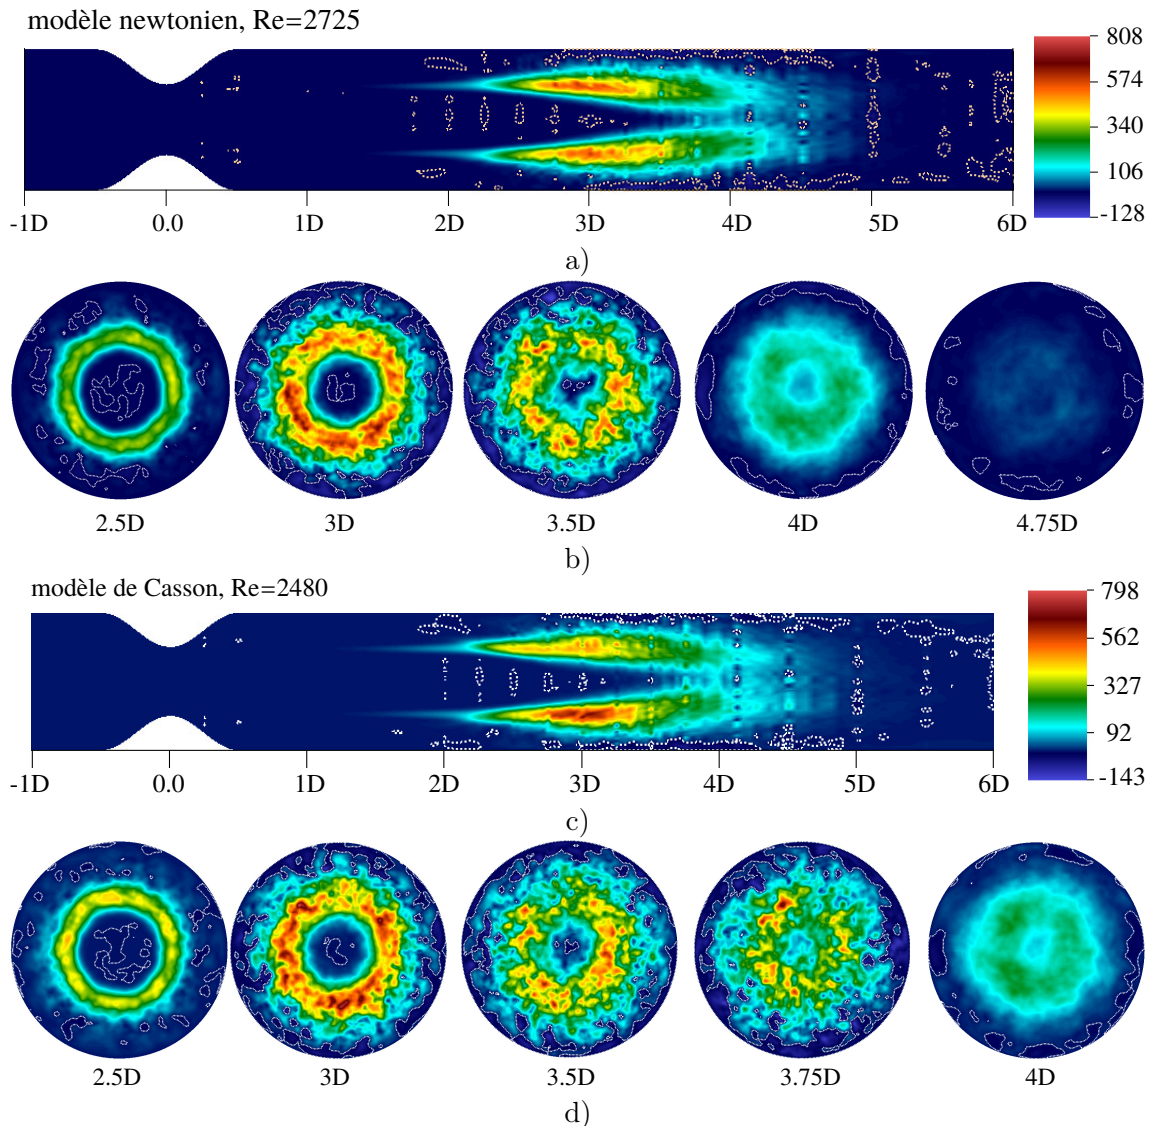 modèle newtonien, Re=2725
808
574
340
106
-128
-1D 0.0 1D 2D 3D 4D 5D 6D
a)
2.5D 3D 3.5D 4D 4.75D
b)
modèle de Casson, Re=2480
798
562
327
92
-143
-1D 0.0 1D 2D 3D 4D 5D 6D
c)
2.5D 3D 3.5D 3.75D 4D
d)